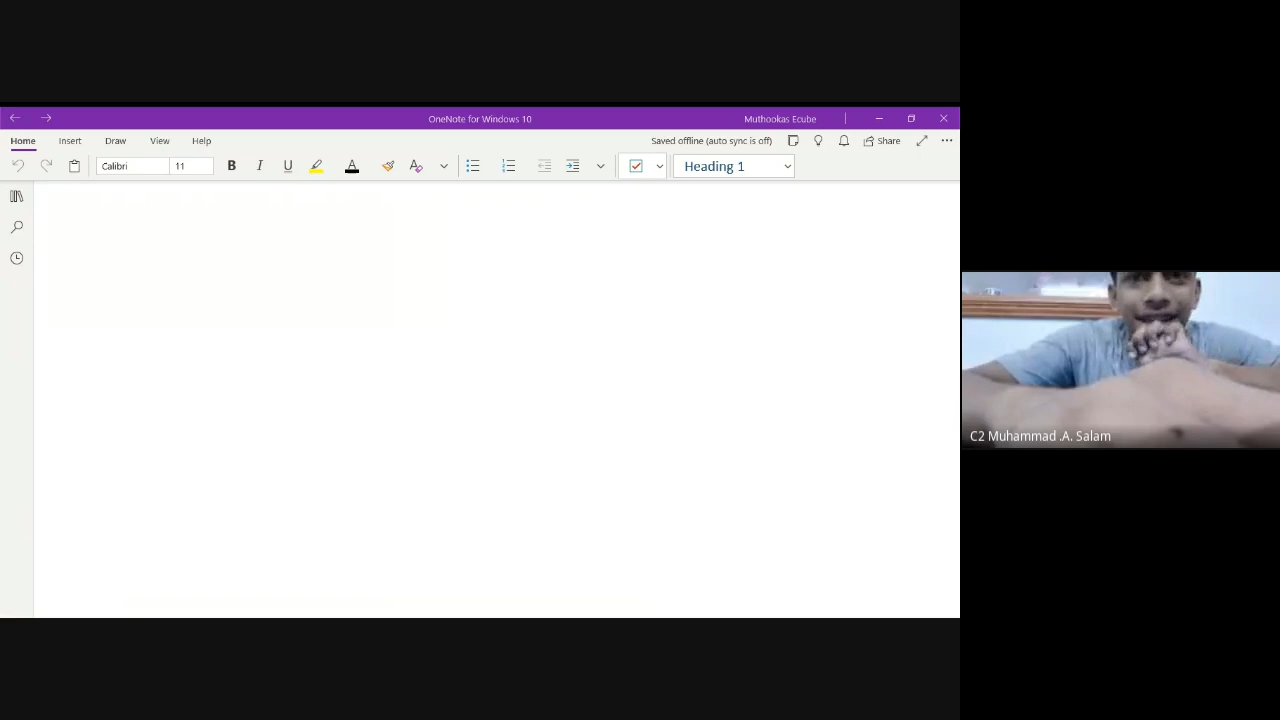 OneNote for Windows 10
Muthookas Ecube
Home Insert Draw View Help
Saved offline (auto sync is off)
Share
Calibri
11
B I U
A
A
Heading 1
C2 Muhammad .A. Salam